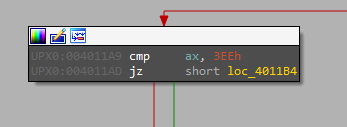 UPX0:004011A9 cmp ax, 3EEh
UPX0:004011AD jz short loc_4011B4